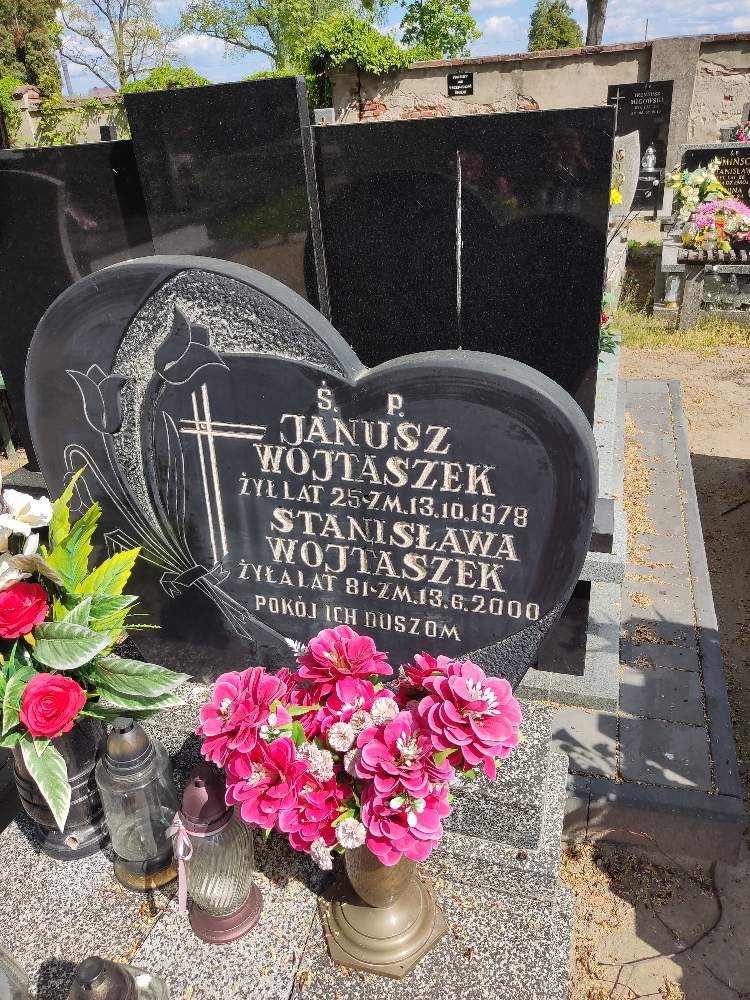 Ś. P.
JANUSZ
WOJTASZEK
ŻYŁ LAT 25·ZM.13.10.1978
STANISŁAWA
WOJTASZEK
ŻYŁA LAT 81·ZM.13.6.2000
POKÓJ ICH DUSZOM